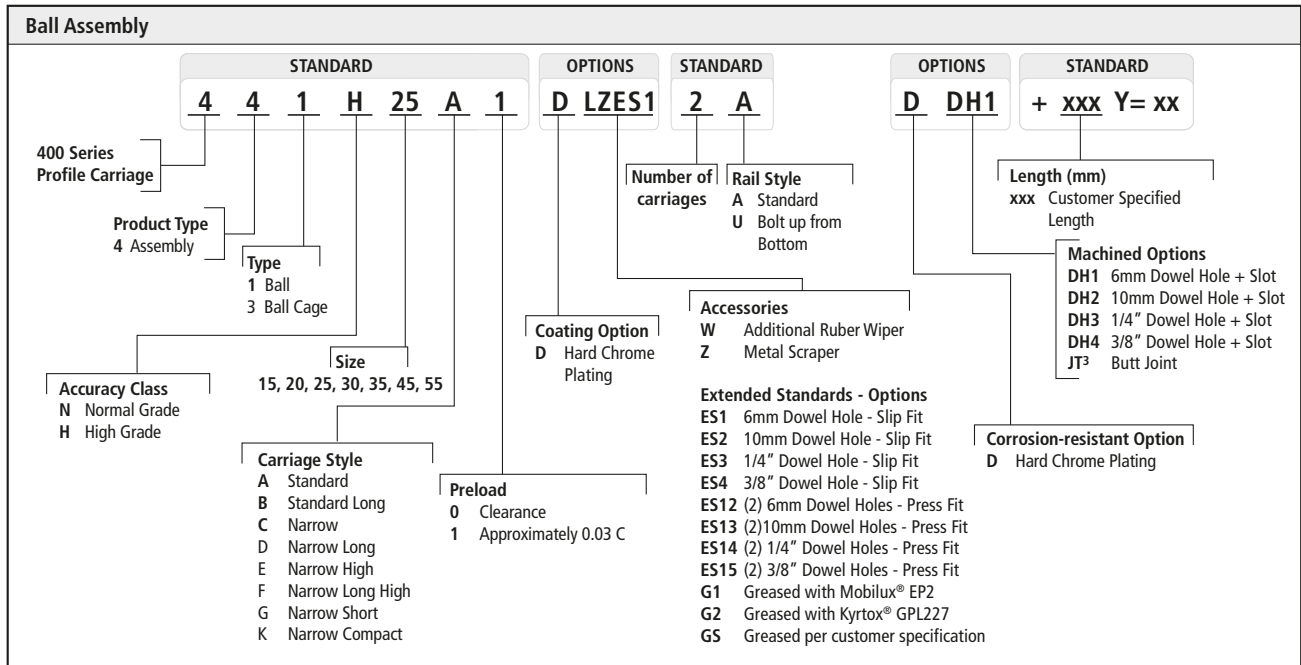 Ball Assembly
STANDARD OPTIONS STANDARD OPTIONS STANDARD
4 4 1 H 25 A 1 D LZES1 2 A D DH1 + xxx Y= xx
400 Series
Profile Carriage
Product Type
4 Assembly
Type
1 Ball
3 Ball Cage
Accuracy Class
N Normal Grade
H High Grade
Size
15, 20, 25, 30, 35, 45, 55
Carriage Style
A Standard
B Standard Long
C Narrow
D Narrow Long
E Narrow High
F Narrow Long High
G Narrow Short
K Narrow Compact
Preload
0 Clearance
1 Approximately 0.03 C
Coating Option
D Hard Chrome
Plating
Number of
carriages
Rail Style
A Standard
U Bolt up from
Bottom
Accessories
W Additional Ruber Wiper
Z Metal Scraper
Extended Standards - Options
ES1 6mm Dowel Hole - Slip Fit
ES2 10mm Dowel Hole - Slip Fit
ES3 1/4” Dowel Hole - Slip Fit
ES4 3/8” Dowel Hole - Slip Fit
ES12 (2) 6mm Dowel Holes - Press Fit
ES13 (2)10mm Dowel Holes - Press Fit
ES14 (2) 1/4” Dowel Holes - Press Fit
ES15 (2) 3/8” Dowel Holes - Press Fit
G1 Greased with Mobilux® EP2
G2 Greased with Kyrtox® GPL227
GS Greased per customer specification
Length (mm)
xxx Customer Specified
Length
Machined Options
DH1 6mm Dowel Hole + Slot
DH2 10mm Dowel Hole + Slot
DH3 1/4” Dowel Hole + Slot
DH4 3/8” Dowel Hole + Slot
JT³ Butt Joint
Corrosion-resistant Option
D Hard Chrome Plating